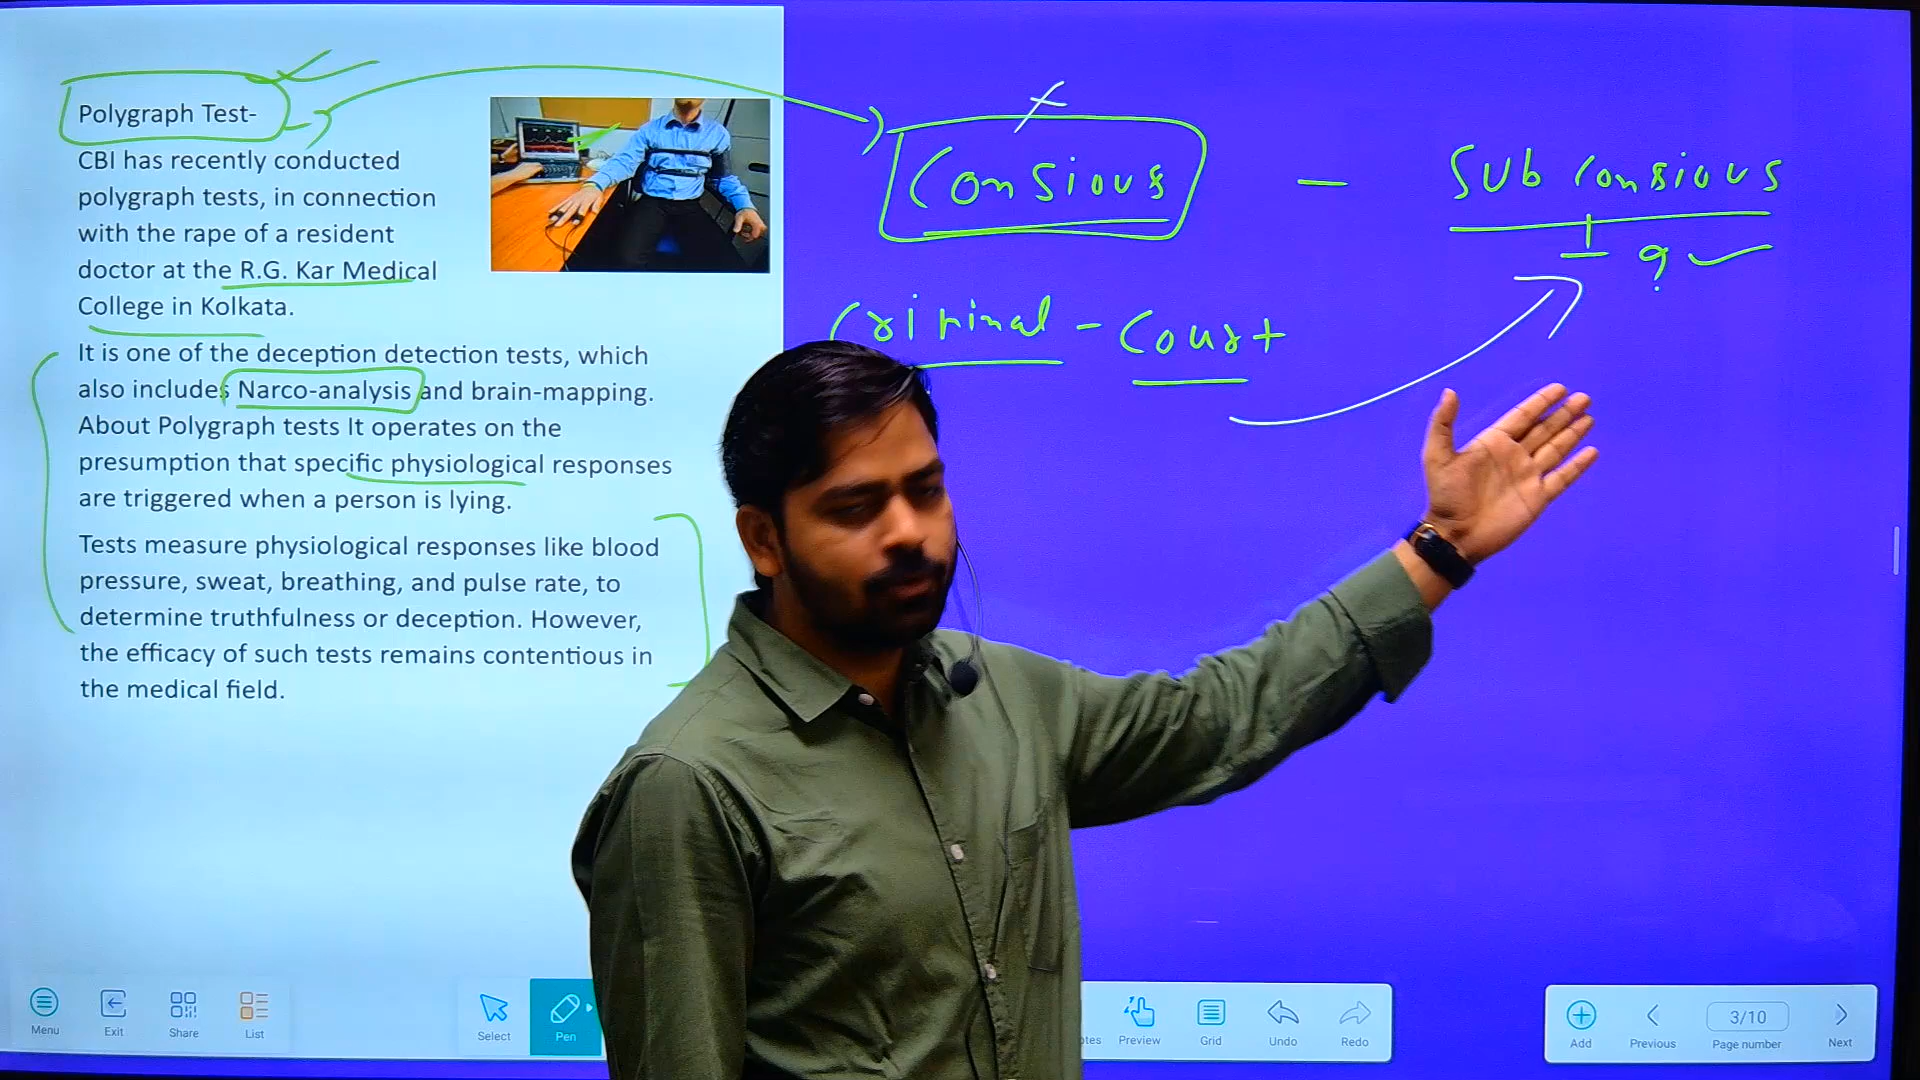 Polygraph Test-
CBI has recently conducted
polygraph tests, in connection
with the rape of a resident
doctor at the R.G. Kar Medical
College in Kolkata.
It is one of the deception detection tests, which
also includes Narco-analysis and brain-mapping.
About Polygraph tests It operates on the
presumption that specific physiological responses
are triggered when a person is lying.
Tests measure physiological responses like blood
pressure, sweat, breathing, and pulse rate, to
determine truthfulness or deception. However,
the efficacy of such tests remains contentious in
the medical field.
Consious - Sub Consious
Criminal - Court
Menu Exit Share List Select Pen Preview Grid Undo Redo Add Previous 3/10 Page number Next